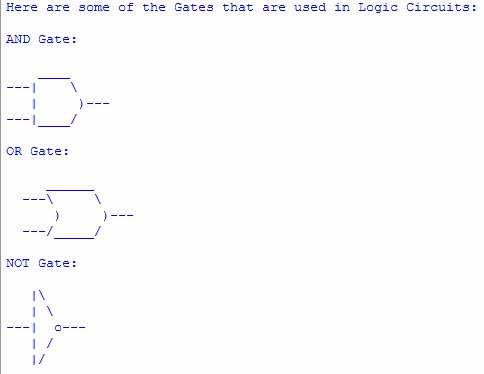 Here are some of the Gates that are used in Logic Circuits:
AND Gate:
OR Gate:
NOT Gate: